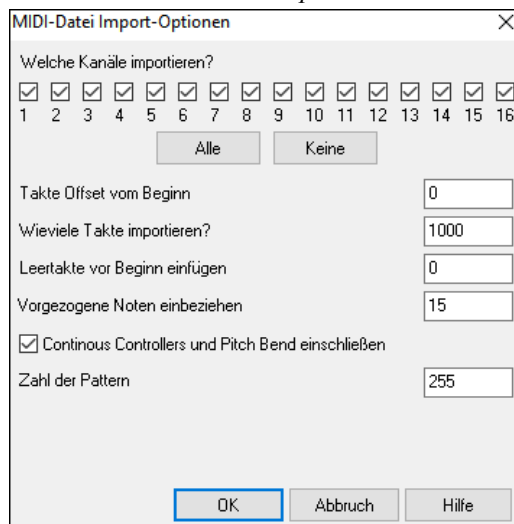 MIDI-Datei Import-Optionen
Welche Kanäle importieren?
1 2 3 4 5 6 7 8 9 10 11 12 13 14 15 16
Alle Keine
Takte Offset vom Beginn 0
Wieviele Takte importieren? 1000
Leertakte vor Beginn einfügen 0
Vorgezogene Noten einbeziehen 15
Continous Controllers und Pitch Bend einschließen
Zahl der Pattern 255
OK Abbruch Hilfe